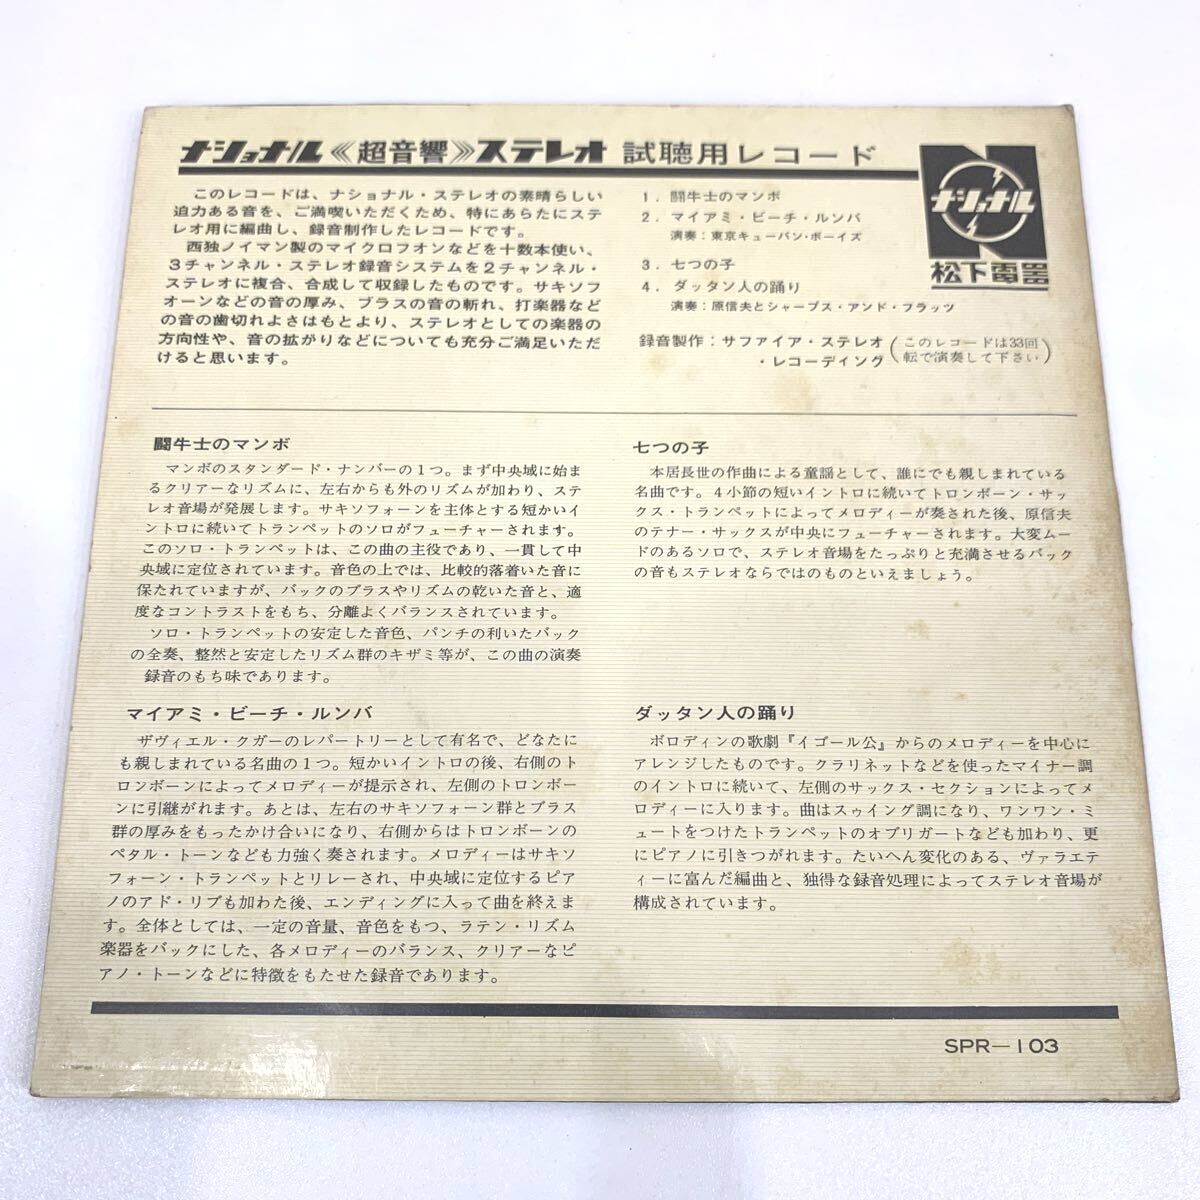 ナショナル《超音響》ステレオ 試聴用レコード
このレコードは、ナショナル・ステレオの素晴らしい
迫力ある音を、ご満喫いただくため、特にあらたにステ
レオ用に編曲し、録音制作したレコードです。
西独ノイマン製のマイクロフオンなどを十数本使い、
3チャンネル・ステレオ録音システムを2チャンネル・
ステレオに複合、合成して収録したものです。サキソフ
ォーンなどの音の厚み、ブラスの音の斬れ、打楽器など
の音の歯切れよさはもとより、ステレオとしての楽器の
方向性や、音の拡がりなどについても充分ご満足いただ
けると思います。
1. 闘牛士のマンボ
2. マイアミ・ビーチ・ルンバ
演奏：東京キューバン・ボーイズ
3. 七つの子
4. ダッタン人の踊り
演奏：原信夫とシャープス・アンド・フラッツ
録音製作：サファイア・ステレオ
・レコーディング
（このレコードは33回
転で演奏して下さい）
N
ナショナル
松下電器
闘牛士のマンボ
マンボのスタンダード・ナンバーの1つ。まず中央域に始ま
るクリアーなリズムに、左右からも外のリズムが加わり、ステ
レオ音場が発展します。サキソフォーンを主体とする短かいイ
ントロに続いてトランペットのソロがフューチャーされます。
このソロ・トランペットは、この曲の主役であり、一貫して中
央域に定位されています。音色の上では、比較的落着いた音に
保たれていますが、バックのブラスやリズムの乾いた音と、適
度なコントラストをもち、分離よくバランスされています。
ソロ・トランペットの安定した音色、パンチの利いたバック
の全奏、整然と安定したリズム群のキザミ等が、この曲の演奏
録音のもち味であります。
マイアミ・ビーチ・ルンバ
ザヴィエル・クガーのレパートリーとして有名で、どなたに
も親しまれている名曲の1つ。短かいイントロの後、右側のト
ロンボーンによってメロディーが提示され、左側のトロンボー
ンに引継がれます。あとは、左右のサキソフォーン群とブラス
群の厚みをもったかけ合いになり、右側からはトロンボーンの
ペタル・トーンなども力強く奏されます。メロディーはサキソ
フォーン・トランペットとリレーされ、中央域に定位するピア
ノのアド・リブも加わた後、エンディングに入って曲を終えま
す。全体としては、一定の音量、音色をもつ、ラテン・リズム
楽器をバックにした、各メロディーのバランス、クリアーなピ
アノ・トーンなどに特徴をもたせた録音であります。
七つの子
本居長世の作曲による童謡として、誰にでも親しまれている
名曲です。4小節の短いイントロに続いてトロンボーン・サッ
クス・トランペットによってメロディーが奏された後、原信夫
のテナー・サックスが中央にフューチャーされます。大変ムー
ドのあるソロで、ステレオ音場をたっぷりと充満させるバック
の音もステレオならではのものといえましょう。
ダッタン人の踊り
ボロディンの歌劇『イゴール公』からのメロディーを中心に
アレンジしたものです。クラリネットなどを使ったマイナー調
のイントロに続いて、左側のサックス・セクションによってメ
ロディーに入ります。曲はスゥイング調になり、ワンワン・ミ
ュートをつけたトランペットのオブリガートなども加わり、更
にピアノに引きつがれます。たいへん変化のある、ヴァラエテ
ィーに富んだ編曲と、独得な録音処理によってステレオ音場が
構成されています。
SPR—103